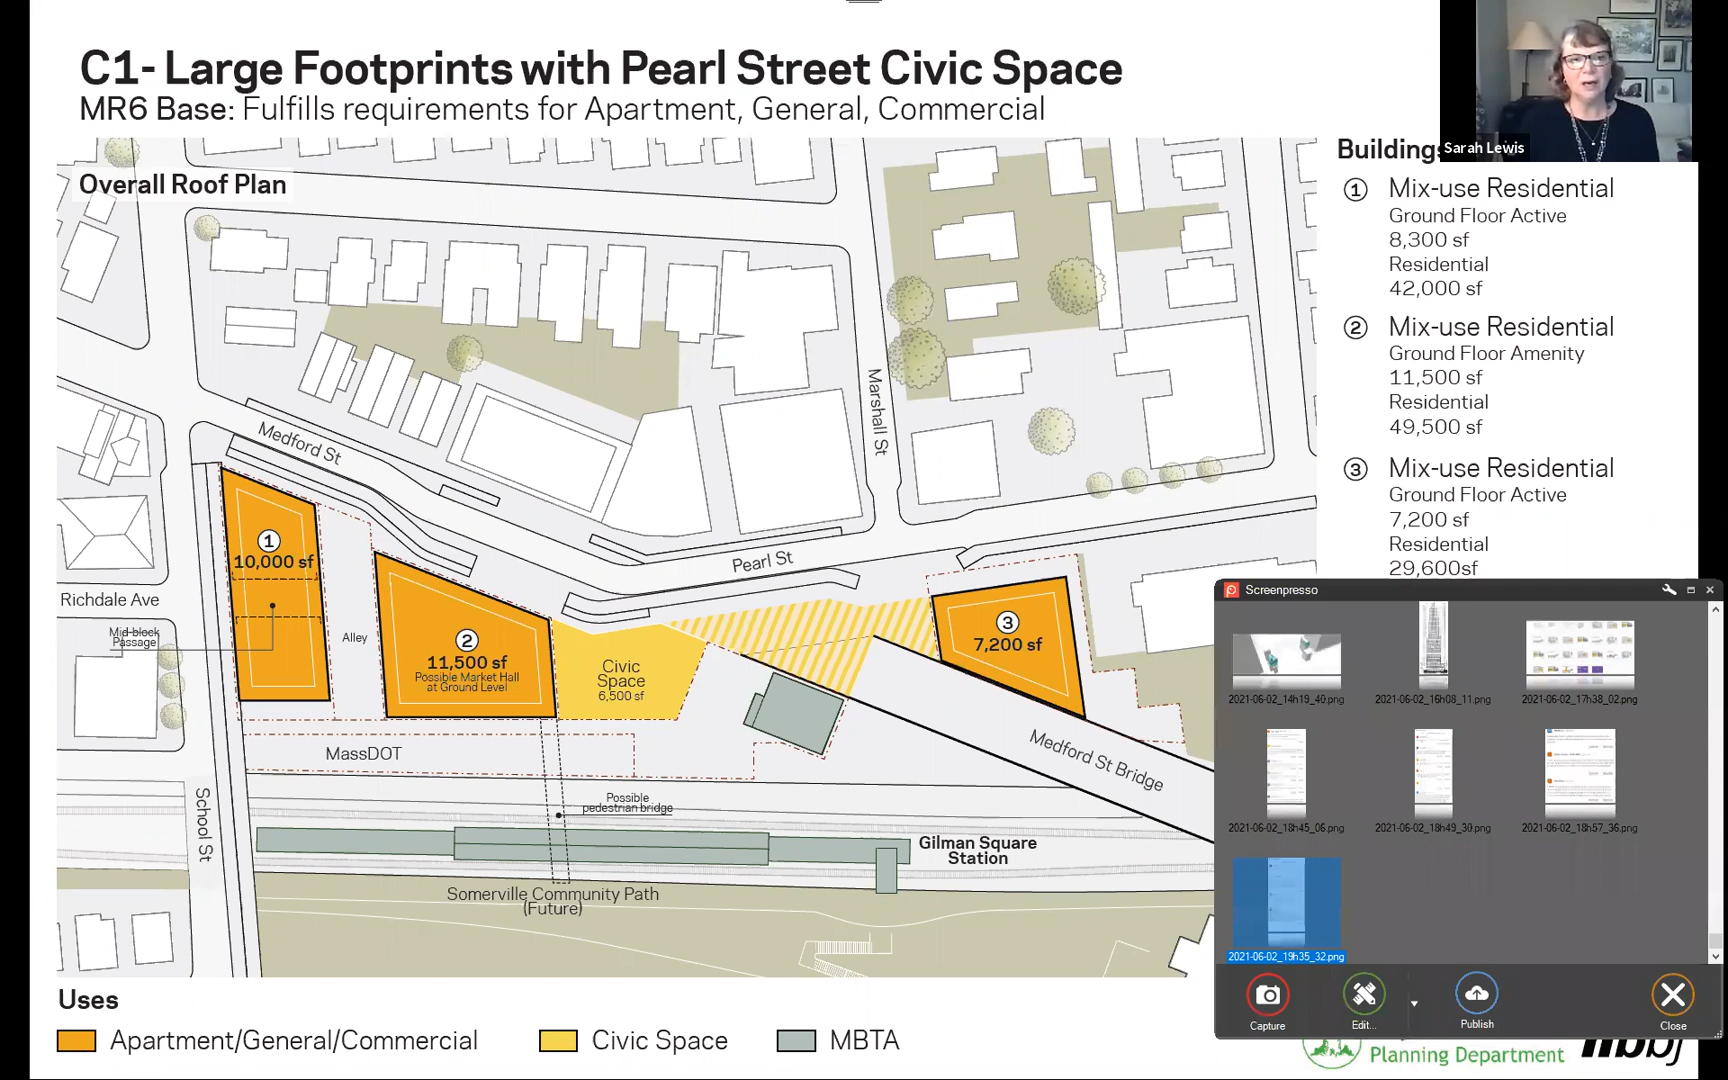 C1- Large Footprints with Pearl Street Civic Space
MR6 Base: Fulfills requirements for Apartment, General, Commercial
Sarah Lewis
Overall Roof Plan
Buildings
1 Mix-use Residential
Ground Floor Active
8,300 sf
Residential
42,000 sf
2 Mix-use Residential
Ground Floor Amenity
11,500 sf
Residential
49,500 sf
3 Mix-use Residential
Ground Floor Active
7,200 sf
Residential
29,600sf
Medford St
Marshall St
Pearl St
1
10,000 sf
Richdale Ave
Mid-block
Passage
Alley
2
11,500 sf
Possible Market Hall
at Ground Level
Civic
Space
6,500 sf
3
7,200 sf
MassDOT
Medford St Bridge
School St
Possible
pedestrian bridge
Gilman Square
Station
Somerville Community Path
(Future)
Uses
Apartment/General/Commercial
Civic Space
MBTA
Screenpresso
2021-06-02_14h19_40.png
2021-06-02_16h08_11.png
2021-06-02_17h38_02.png
2021-06-02_18h45_06.png
2021-06-02_18h49_30.png
2021-06-02_18h57_36.png
2021-06-02_19h35_32.png
Capture
Edit...
Publish
Close
Planning Department